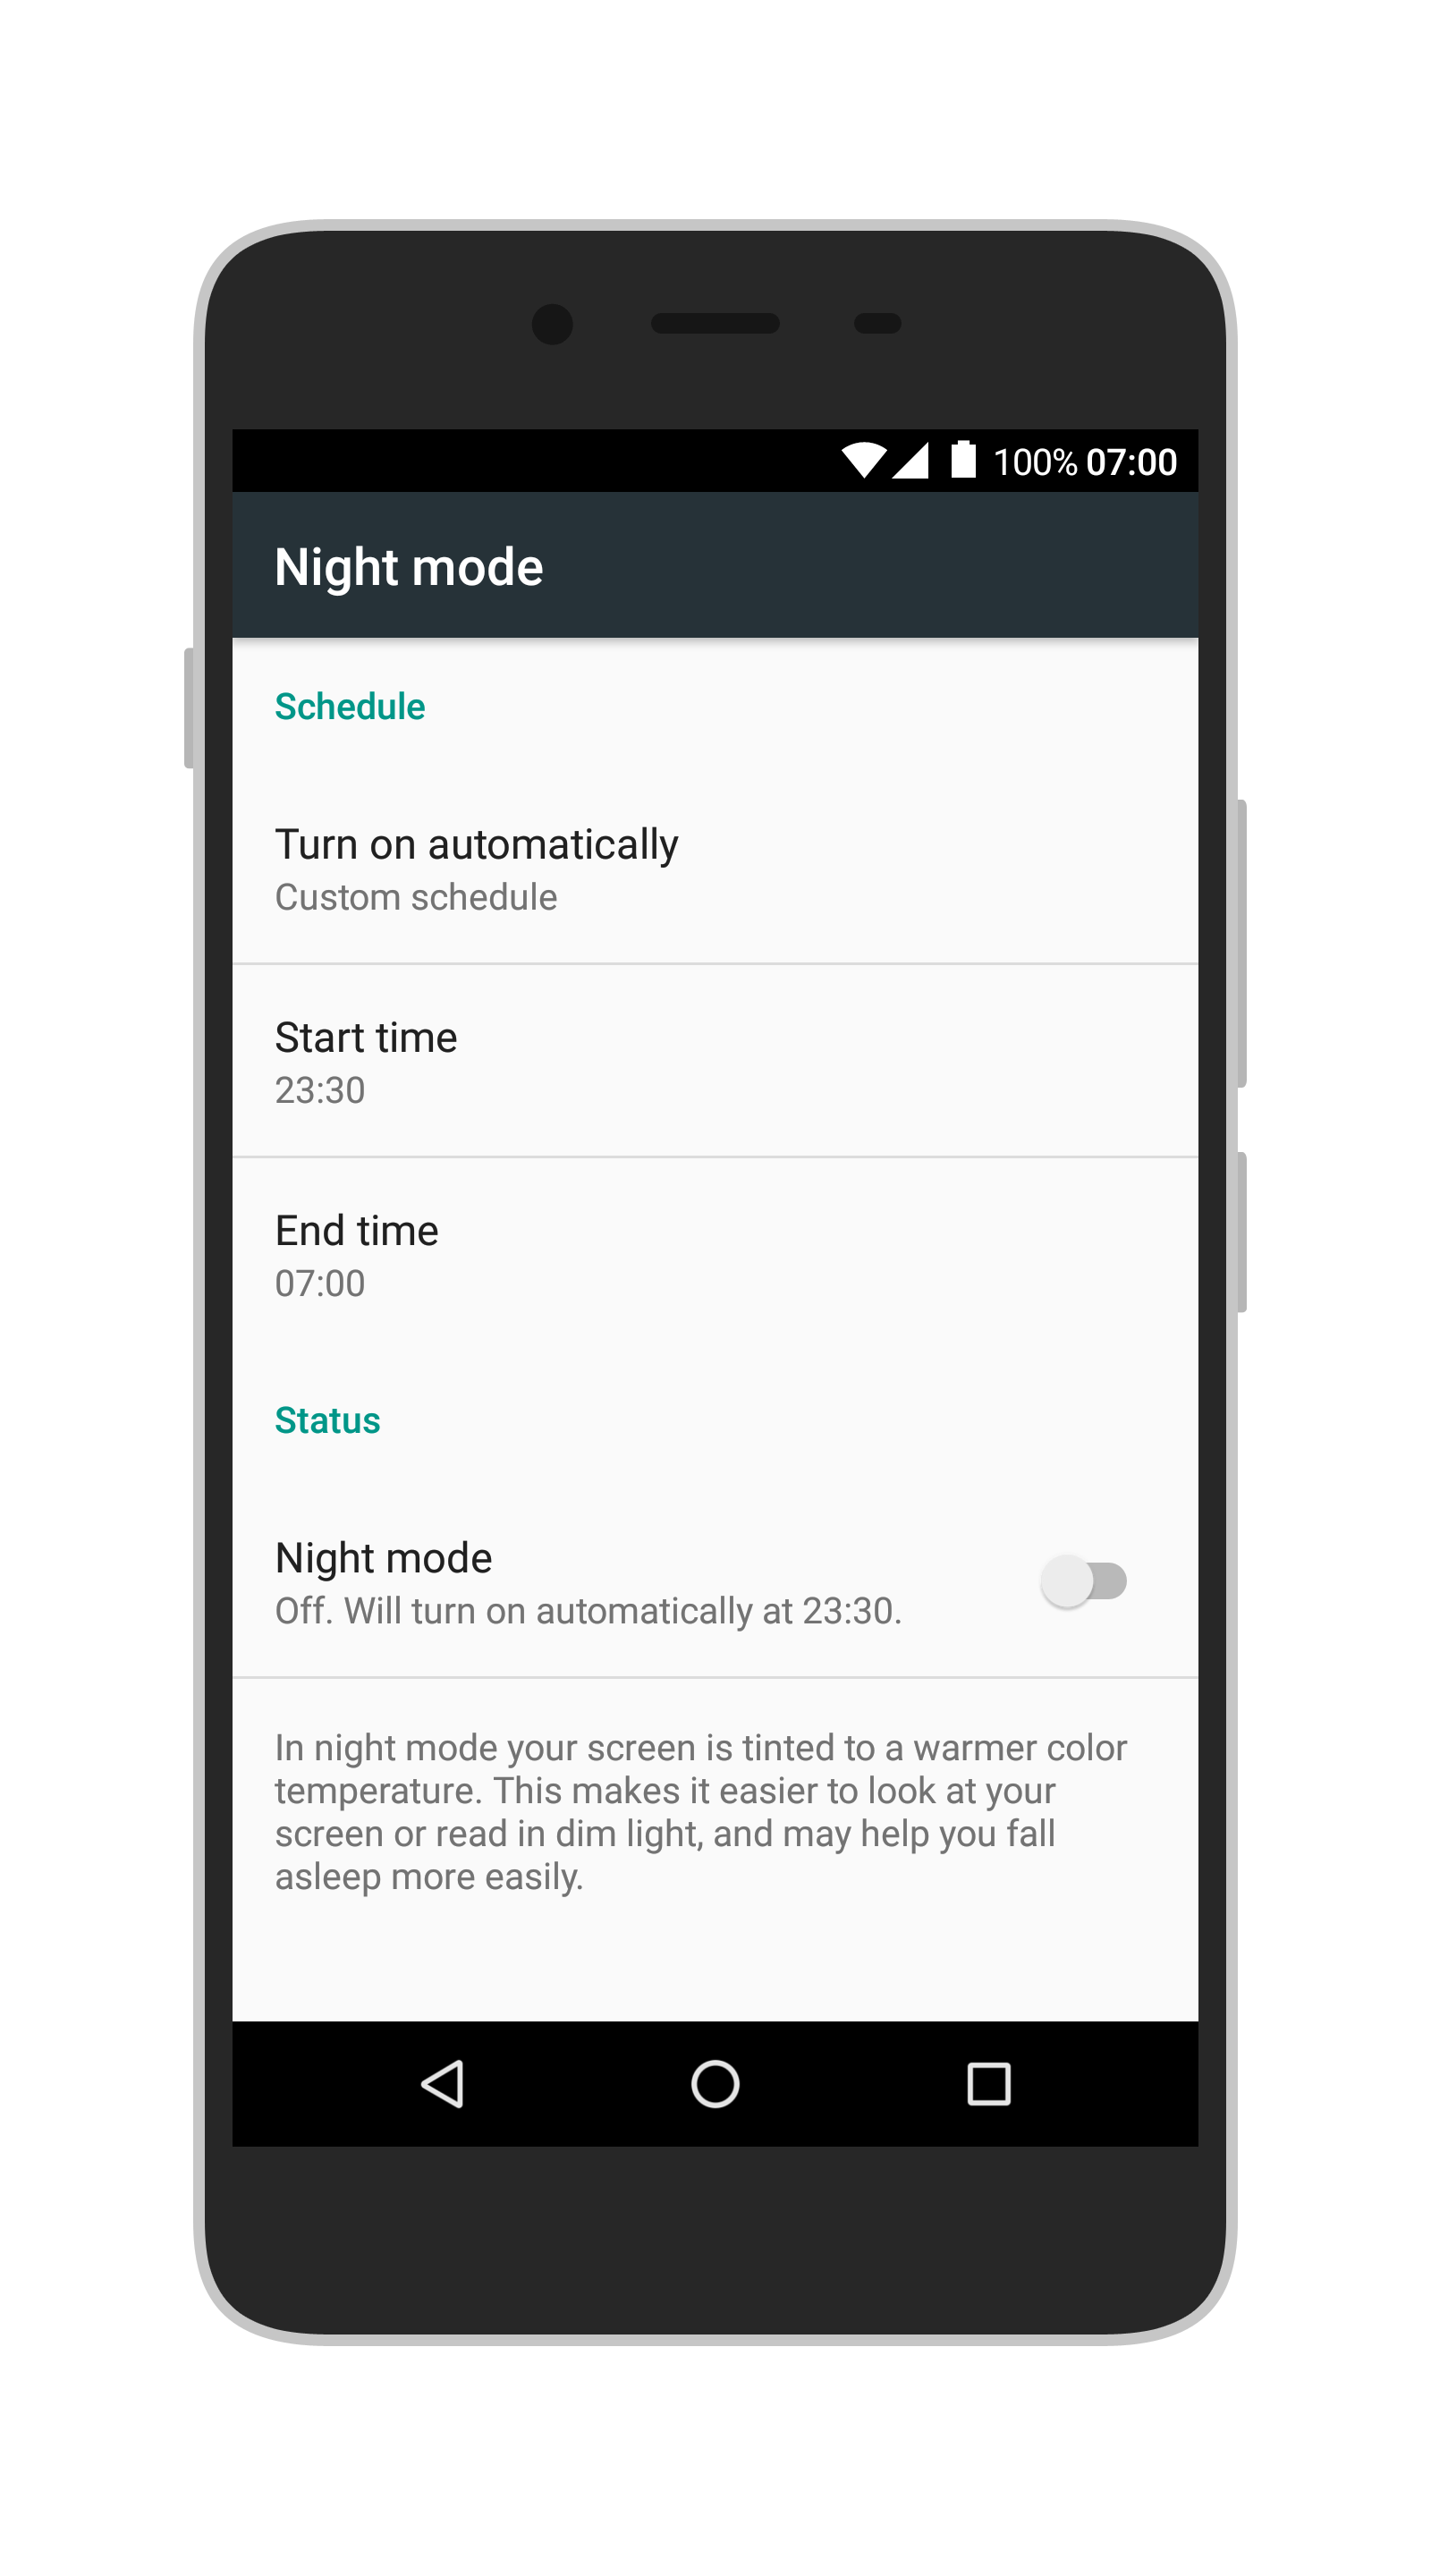 100% 07:00
Night mode
Schedule
Turn on automatically
Custom schedule
Start time
23:30
End time
07:00
Status
Night mode
Off. Will turn on automatically at 23:30.
In night mode your screen is tinted to a warmer color
temperature. This makes it easier to look at your
screen or read in dim light, and may help you fall
asleep more easily.